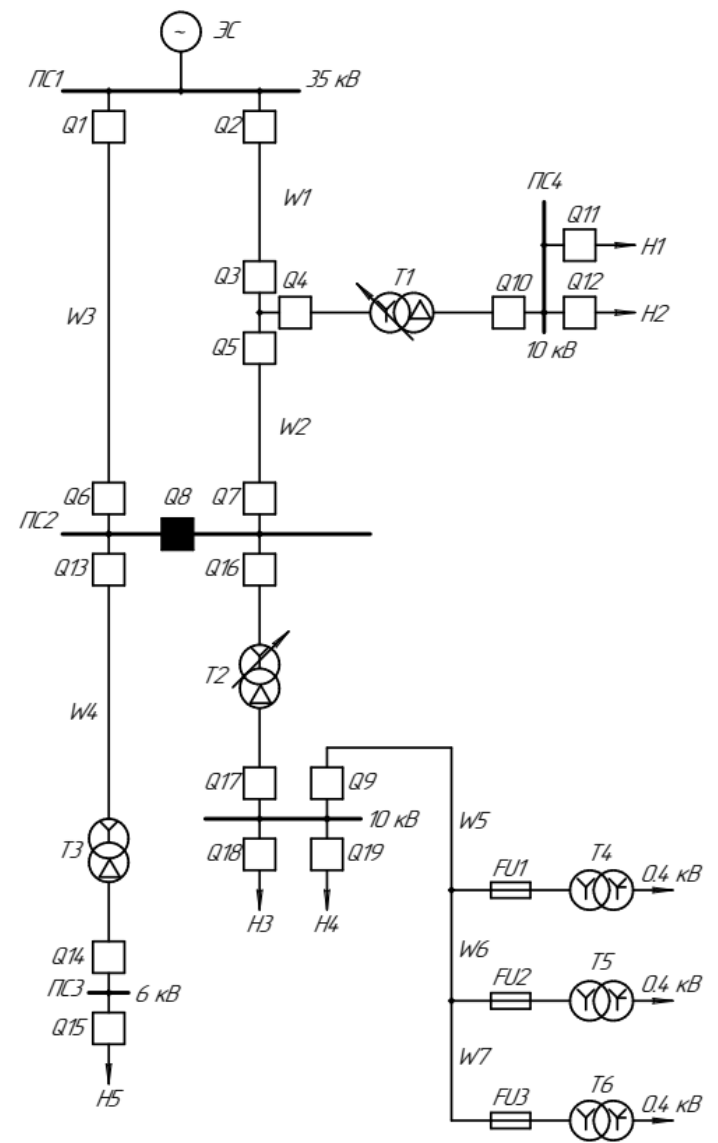 ~ ЭС
ПС1 35 кВ
Q1 Q2
W1 ПС4
Q11 Н1
Q3 Q4 T1 Q10 Q12 Н2
W3
Q5 10 кВ
W2
Q6 Q8 Q7
ПС2
Q13 Q16
T2
W4
Q17 Q9
10 кВ W5
T3 Q18 Q19 FU1 T4 0.4 кВ
Н3 Н4
Q14 W6 FU2 T5 0.4 кВ
ПС3 6 кВ
Q15 W7
Н5 FU3 T6 0.4 кВ